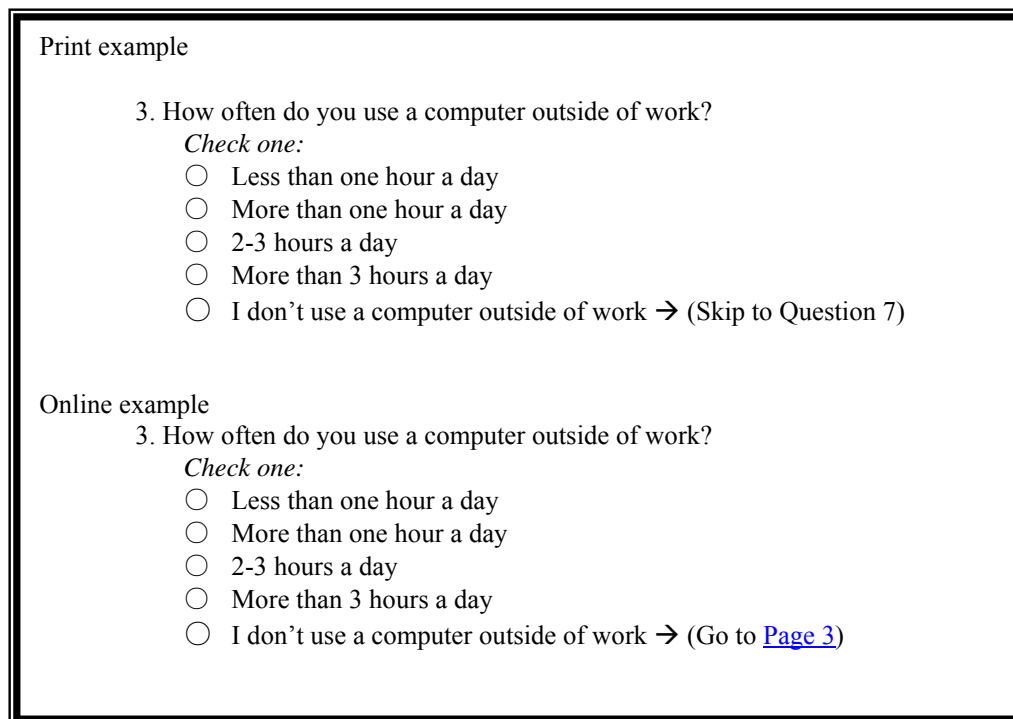 Print example
3. How often do you use a computer outside of work?
Check one:
○ Less than one hour a day
○ More than one hour a day
○ 2-3 hours a day
○ More than 3 hours a day
○ I don’t use a computer outside of work → (Skip to Question 7)
Online example
3. How often do you use a computer outside of work?
Check one:
○ Less than one hour a day
○ More than one hour a day
○ 2-3 hours a day
○ More than 3 hours a day
○ I don’t use a computer outside of work → (Go to Page 3)